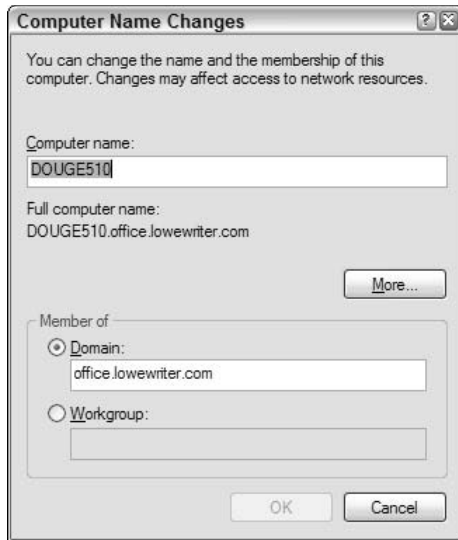 Computer Name Changes
You can change the name and the membership of this
computer. Changes may affect access to network resources.
Computer name:
DOUGE510
Full computer name:
DOUGE510.office.lowewriter.com
More...
Member of
Domain:
office.lowewriter.com
Workgroup:
OK
Cancel